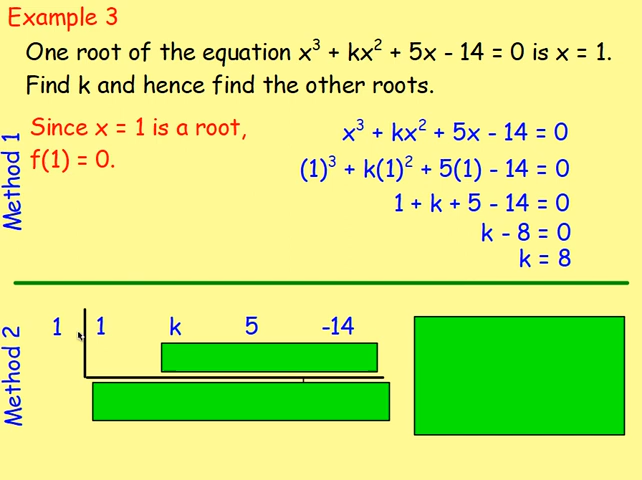 Example 3
One root of the equation x³ + kx² + 5x - 14 = 0 is x = 1.
Find k and hence find the other roots.
Method 1
Since x = 1 is a root,
f(1) = 0.
x³ + kx² + 5x - 14 = 0
(1)³ + k(1)² + 5(1) - 14 = 0
1 + k + 5 - 14 = 0
k - 8 = 0
k = 8
Method 2
1 1 k 5 -14